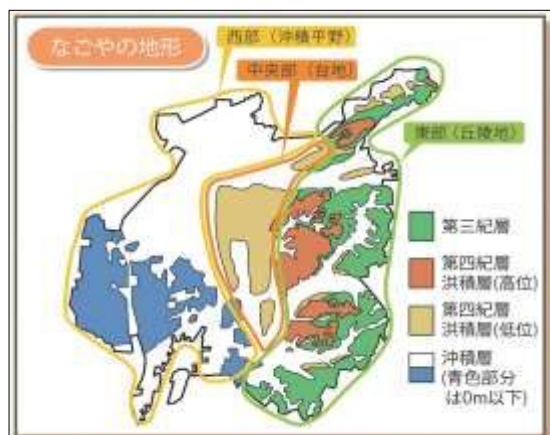 なごやの地形
西部（沖積平野）
中央部（台地）
東部（丘陵地）
第三紀層
第四紀層
洪積層(高位)
第四紀層
洪積層(低位)
沖積層
(青色部分
は0m以下)